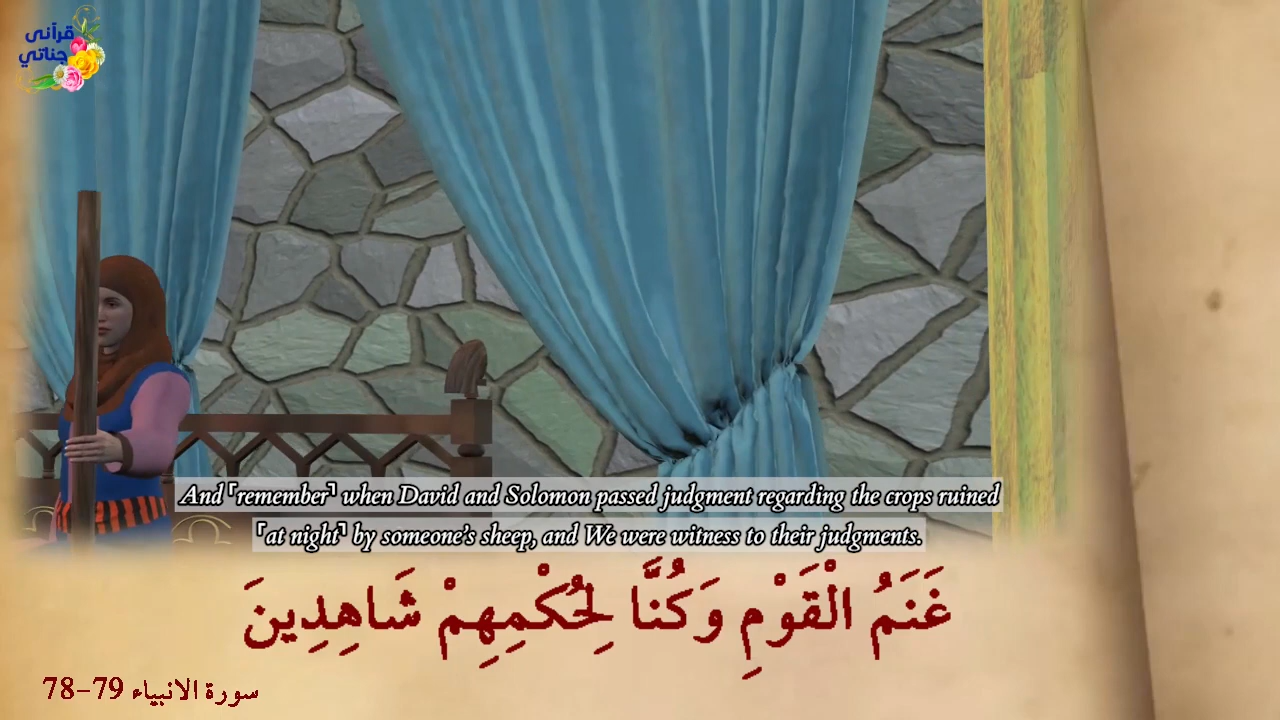 قرآنى
جناتي
And「remember」when David and Solomon passed judgment regarding the crops ruined
「at night」by someone's sheep, and We were witness to their judgments.
غَنَمُ الْقَوْمِ وَكُنَّا لِحُكْمِهِمْ شَاهِدِينَ
سورة الانبياء 79-78